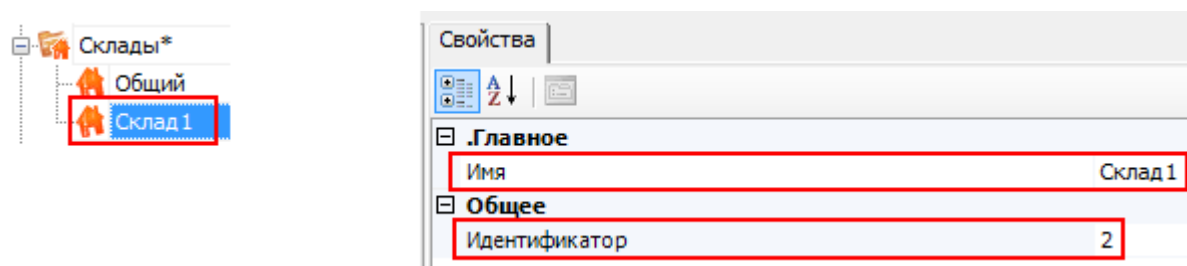 Склады*
Общий
Склад1
Свойства
A
Z
.Главное
Имя Склад1
Общее
Идентификатор 2